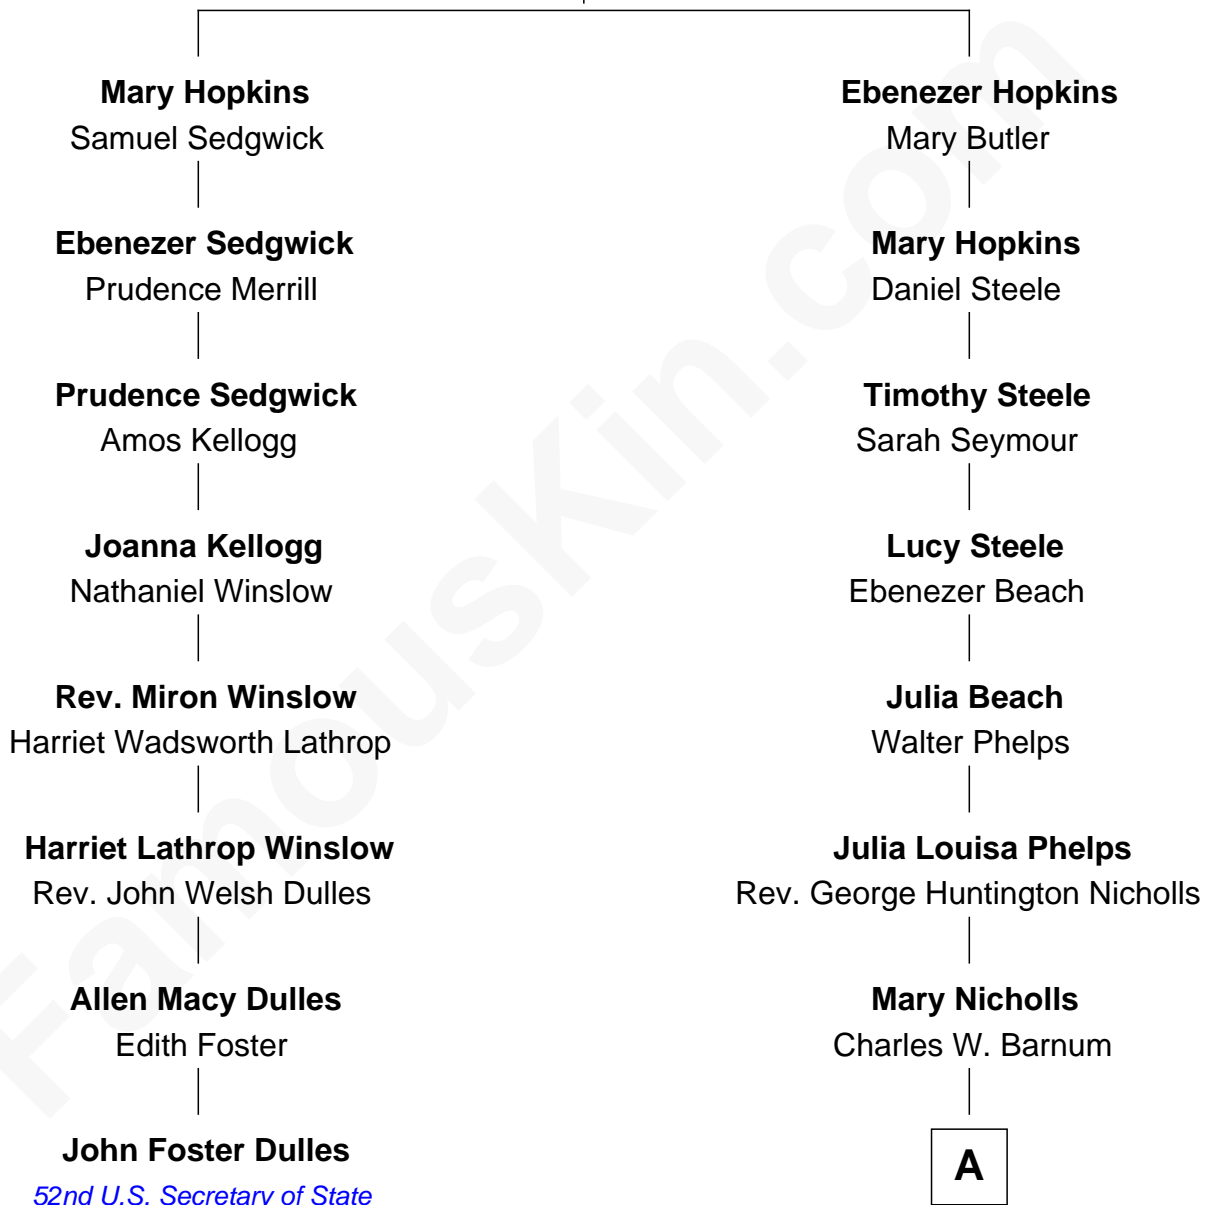 Mary Hopkins
Samuel Sedgwick
Ebenezer Sedgwick
Prudence Merrill
Prudence Sedgwick
Amos Kellogg
Joanna Kellogg
Nathaniel Winslow
Rev. Miron Winslow
Harriet Wadsworth Lathrop
Harriet Lathrop Winslow
Rev. John Welsh Dulles
Allen Macy Dulles
Edith Foster
John Foster Dulles
52nd U.S. Secretary of State
Ebenezer Hopkins
Mary Butler
Mary Hopkins
Daniel Steele
Timothy Steele
Sarah Seymour
Lucy Steele
Ebenezer Beach
Julia Beach
Walter Phelps
Julia Louisa Phelps
Rev. George Huntington Nicholls
Mary Nicholls
Charles W. Barnum
A
FamousKin.com